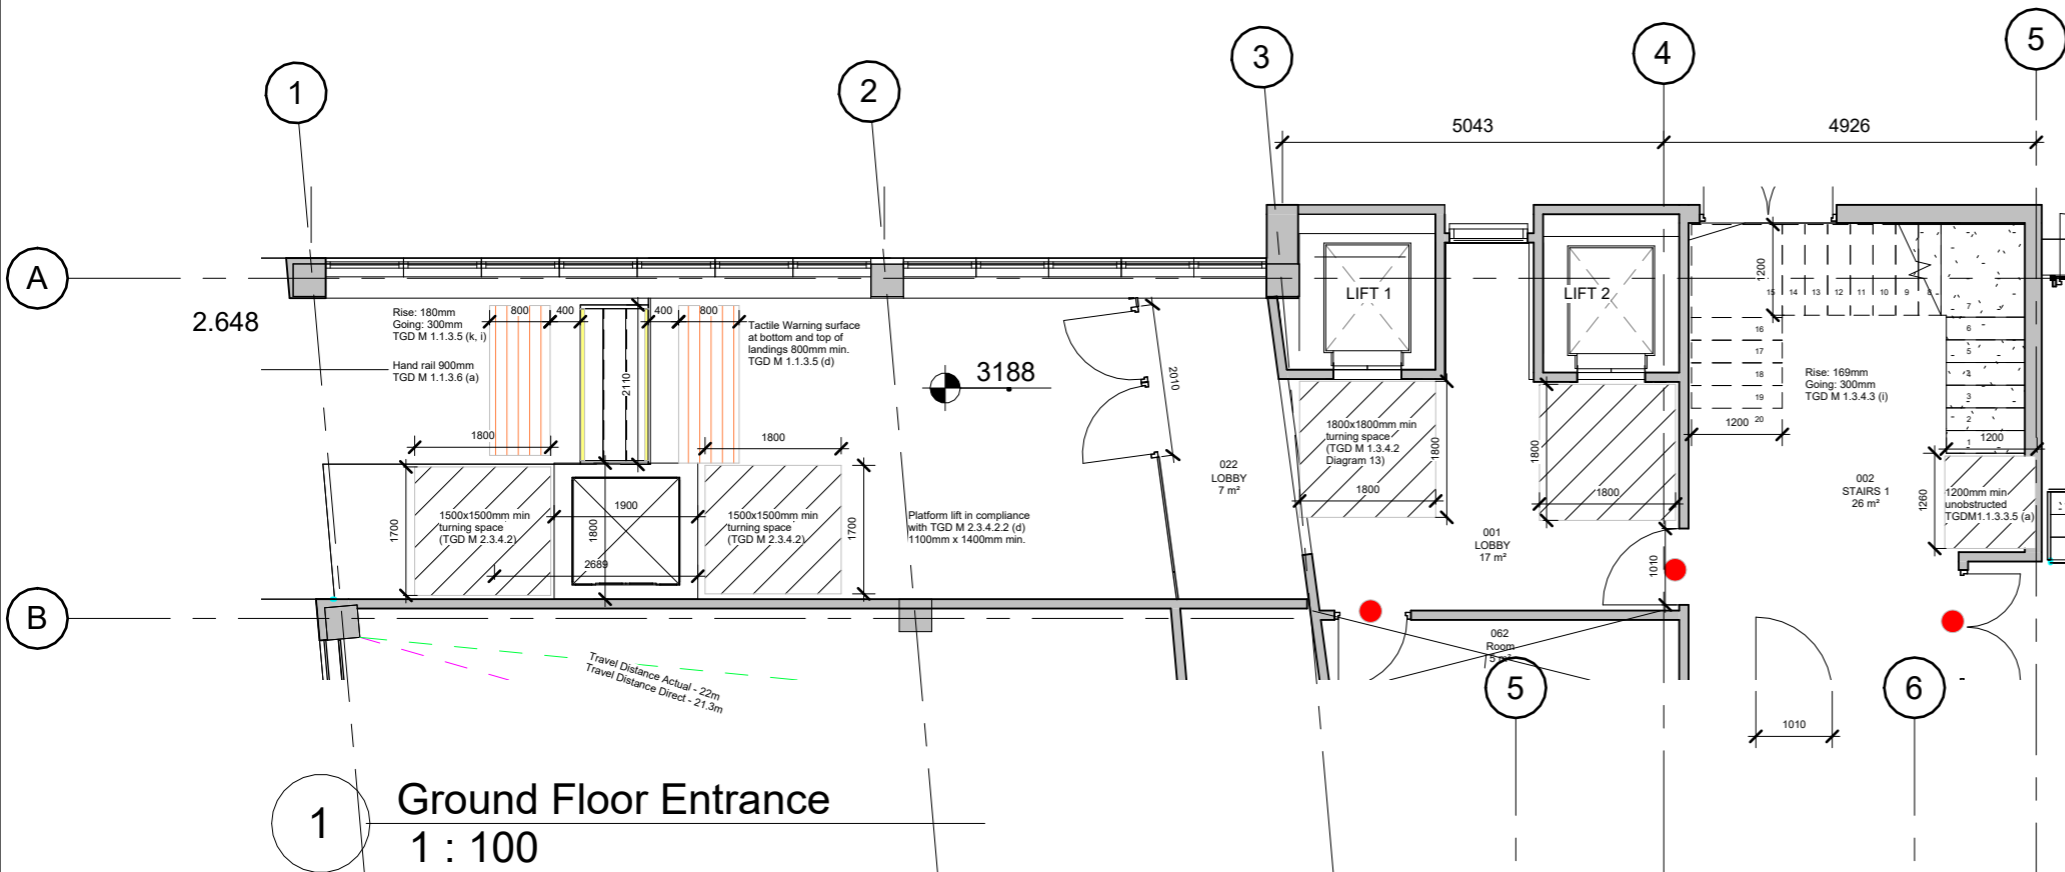 1
2
3
4
5
5043
4926
A
2.648
Rise: 180mm
Going: 300mm
TGD M 1.1.3.5 (k, i)
Hand rail 900mm
TGD M 1.1.3.6 (a)
800
400
400
800
Tactile Warning surface
at bottom and top of
landings 800mm min.
TGD M 1.1.3.5 (d)
2110
3188
2010
LIFT 1
LIFT 2
1200
15
14
13
12
11
10
9
8
7
6
5
4
3
2
1
16
17
18
19
20
1200
1200
Rise: 169mm
Going: 300mm
TGD M 1.3.4.3 (i)
1800
1800
1800x1800mm min
turning space
(TGD M 1.3.4.2
Diagram 13)
1800
1800
1800
1800
022
LOBBY
7 m²
002
STAIRS 1
26 m²
1260
1200mm min
unobstructed
TGDM1.1.3.3.5 (a)
1700
1500x1500mm min
turning space
(TGD M 2.3.4.2)
1900
1800
2689
1500x1500mm min
turning space
(TGD M 2.3.4.2)
1700
Platform lift in compliance
with TGD M 2.3.4.2.2 (d)
1100mm x 1400mm min.
001
LOBBY
17 m²
1010
B
062
Room
5 m²
Travel Distance Actual - 22m
Travel Distance Direct - 21.3m
5
6
1010
1
Ground Floor Entrance
1 : 100